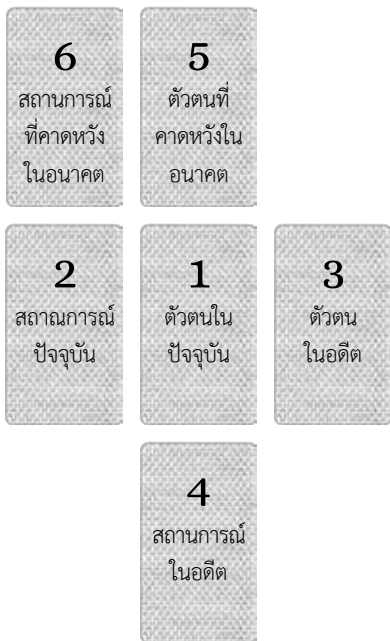 6
สถานการณ์
ที่คาดหวัง
ในอนาคต
5
ตัวตนที่
คาดหวังใน
อนาคต
2
สถาณการณ์
ปัจจุบัน
1
ตัวตนใน
ปัจจุบัน
3
ตัวตน
ในอดีต
4
สถานการณ์
ในอดีต